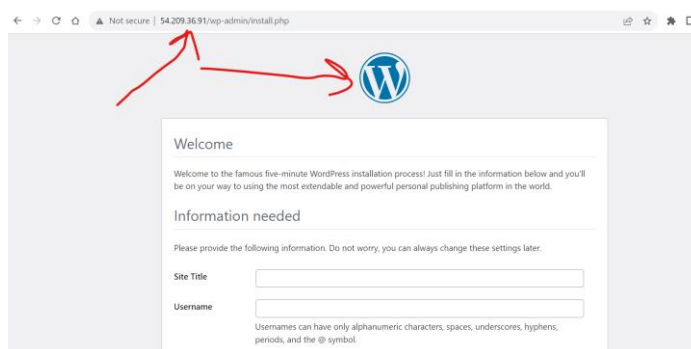 Not secure | 54.209.36.91/wp-admin/install.php
Welcome
Welcome to the famous five-minute WordPress installation process! Just fill in the information below and you'll
be on your way to using the most extendable and powerful personal publishing platform in the world.
Information needed
Please provide the following information. Do not worry, you can always change these settings later.
Site Title
Username
Usernames can have only alphanumeric characters, spaces, underscores, hyphens,
periods, and the @ symbol.